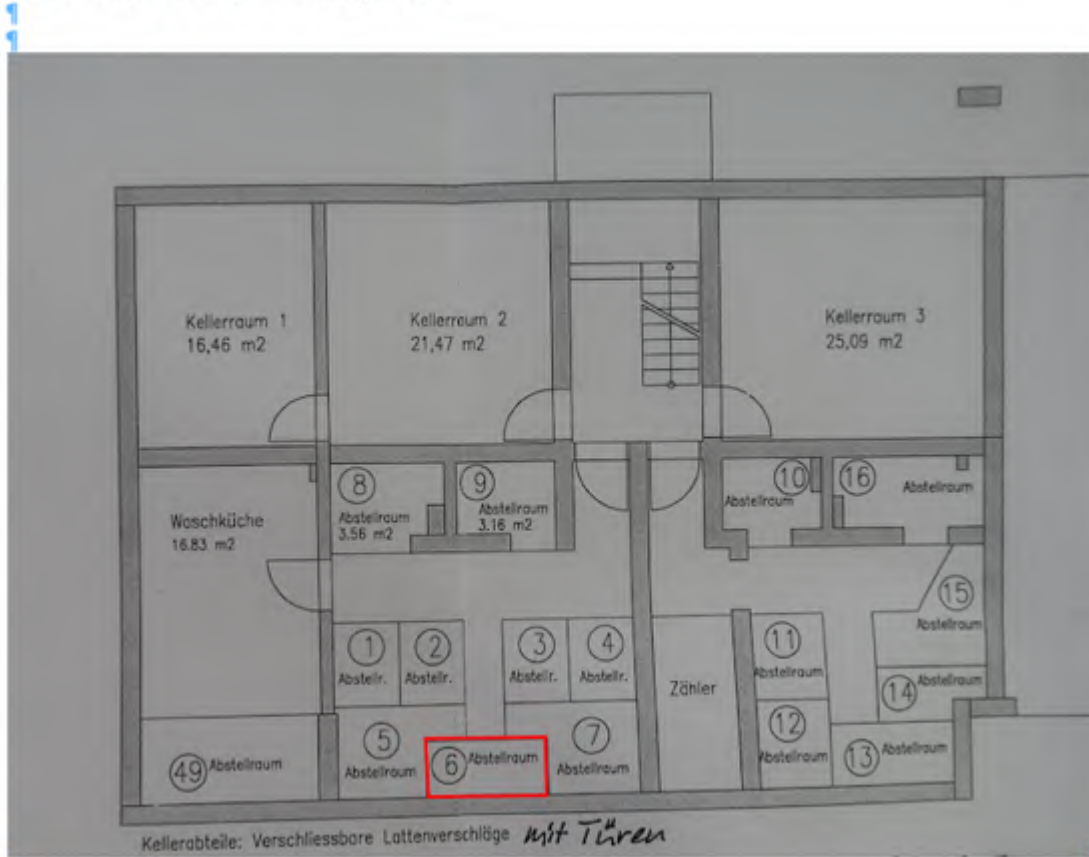 Kellerraum 1
16,46 m2
Kellerraum 2
21,47 m2
Kellerraum 3
25,09 m2
Waschküche
16.83 m2
8
Abstellraum
3.56 m2
9
Abstellraum
3.16 m2
10
Abstellraum
16
Abstellraum
1
Abstellr.
2
Abstellr.
3
Abstellr.
4
Abstellr.
Zähler
11
Abstellraum
15
Abstellraum
14 Abstellraum
5
Abstellraum
6 Abstellraum
7
Abstellraum
12
Abstellraum
13 Abstellraum
49 Abstellraum
Kellerabteile: Verschliessbare Lattenverschläge mit Türen